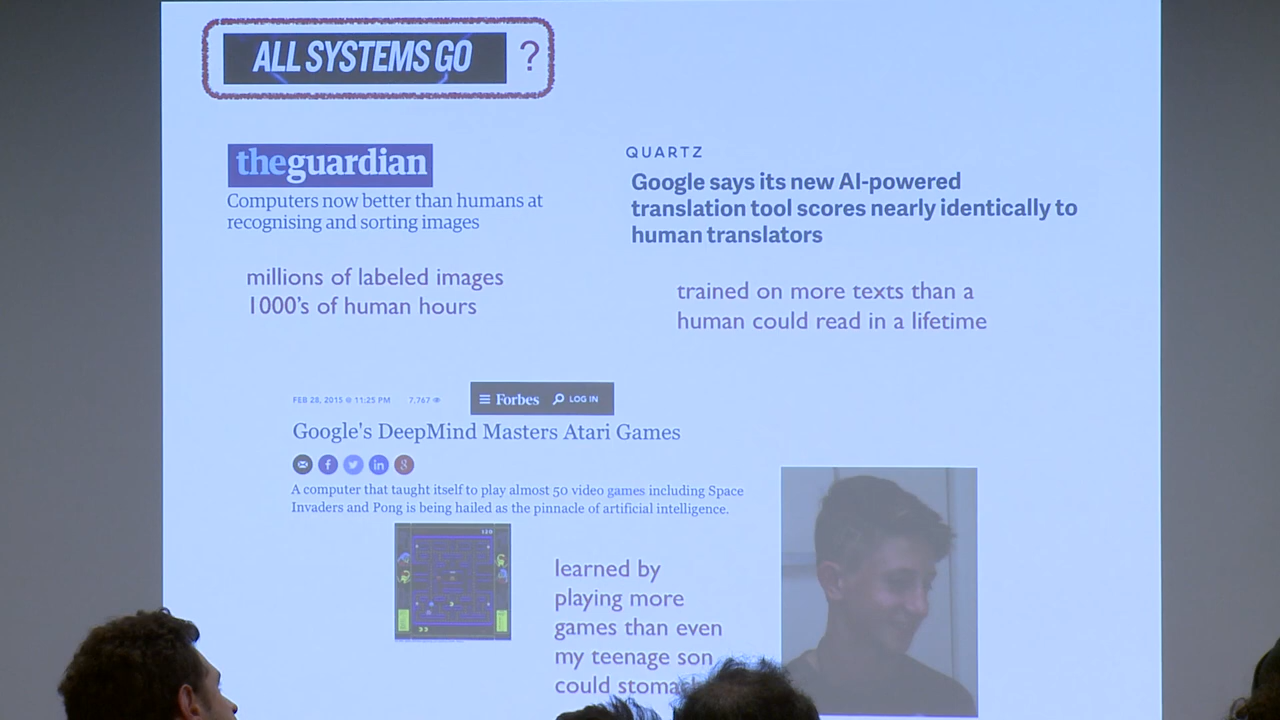 ALL SYSTEMS GO ?
theguardian
Computers now better than humans at
recognising and sorting images
millions of labeled images
1000's of human hours
QUARTZ
Google says its new AI-powered
translation tool scores nearly identically to
human translators
trained on more texts than a
human could read in a lifetime
FEB 28, 2015 @ 11:25 PM 7,767
Forbes LOG IN
Google's DeepMind Masters Atari Games
f in g
A computer that taught itself to play almost 50 video games including Space
Invaders and Pong is being hailed as the pinnacle of artificial intelligence.
learned by
playing more
games than even
my teenage son
could